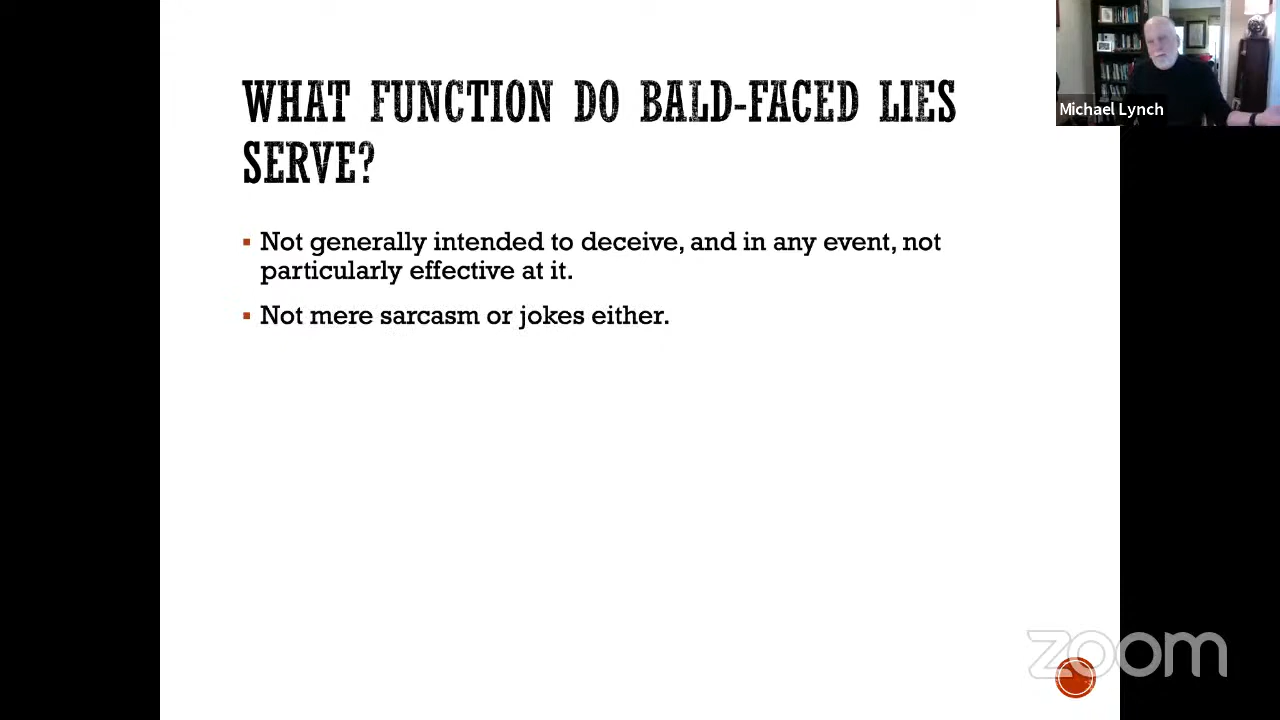 WHAT FUNCTION DO BALD-FACED LIES
SERVE?
Not generally intended to deceive, and in any event, not
particularly effective at it.
Not mere sarcasm or jokes either.
Michael Lynch
zoom